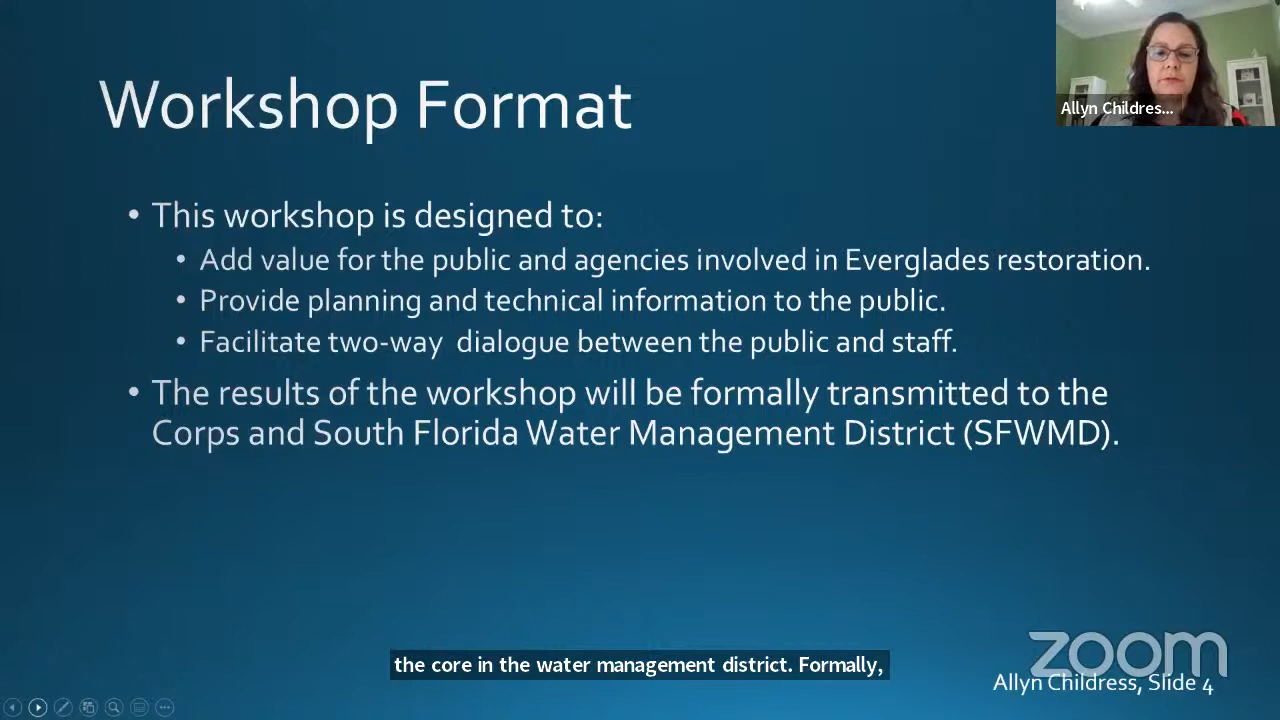 Workshop Format
Allyn Childres...
• This workshop is designed to:
• Add value for the public and agencies involved in Everglades restoration.
• Provide planning and technical information to the public.
• Facilitate two-way  dialogue between the public and staff.
• The results of the workshop will be formally transmitted to the
Corps and South Florida Water Management District (SFWMD).
the core in the water management district. Formally,
zoom
Allyn Childress, Slide 4